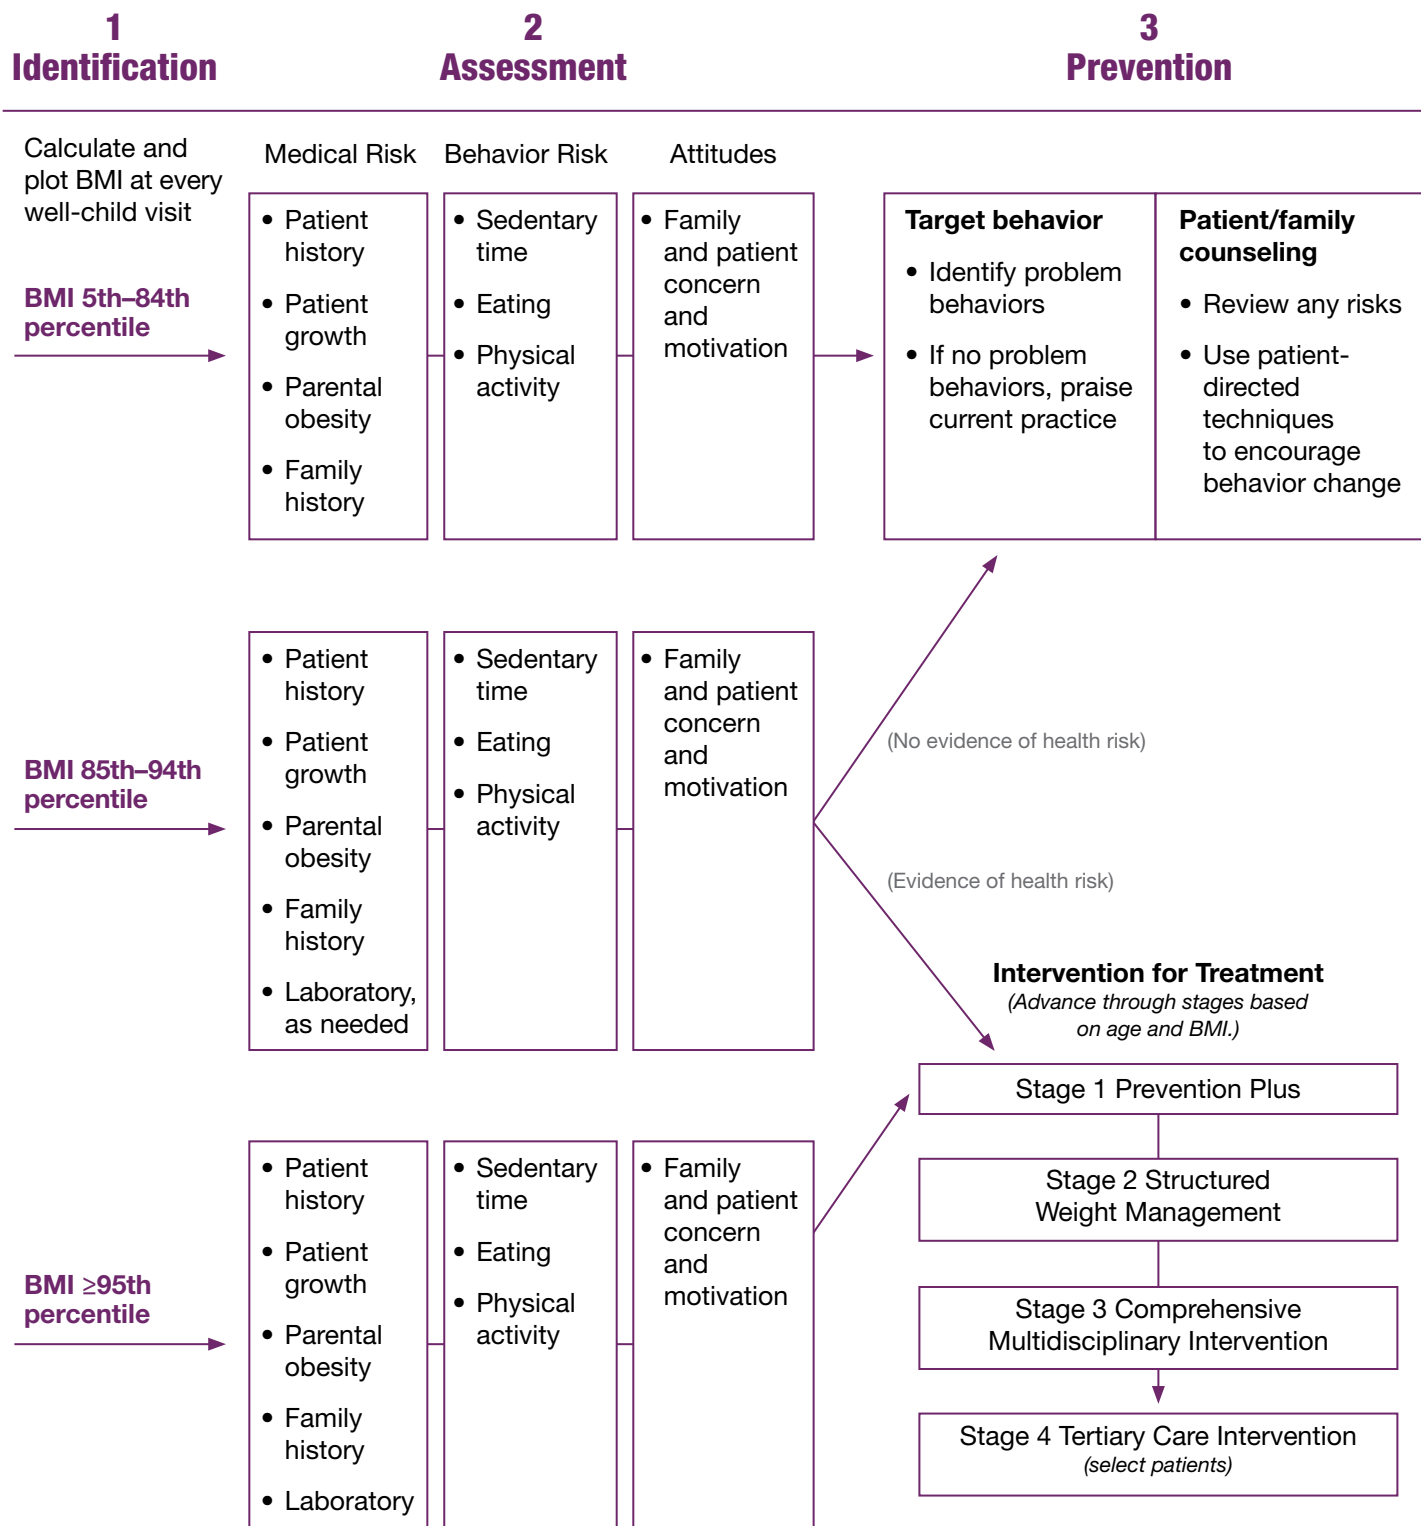 1
Identification
2
Assessment
3
Prevention
Calculate and
plot BMI at every
well-child visit
Medical Risk
Behavior Risk
Attitudes
BMI 5th–84th
percentile
• Patient
history
• Patient
growth
• Parental
obesity
• Family
history
• Sedentary
time
• Eating
• Physical
activity
• Family
and patient
concern
and
motivation
Target behavior
• Identify problem
behaviors
• If no problem
behaviors, praise
current practice
Patient/family
counseling
• Review any risks
• Use patient-
directed
techniques
to encourage
behavior change
BMI 85th–94th
percentile
• Patient
history
• Patient
growth
• Parental
obesity
• Family
history
• Laboratory,
as needed
• Sedentary
time
• Eating
• Physical
activity
• Family
and patient
concern
and
motivation
(No evidence of health risk)
(Evidence of health risk)
Intervention for Treatment
(Advance through stages based
on age and BMI.)
Stage 1 Prevention Plus
Stage 2 Structured
Weight Management
Stage 3 Comprehensive
Multidisciplinary Intervention
Stage 4 Tertiary Care Intervention
(select patients)
BMI ≥95th
percentile
• Patient
history
• Patient
growth
• Parental
obesity
• Family
history
• Laboratory
• Sedentary
time
• Eating
• Physical
activity
• Family
and patient
concern
and
motivation